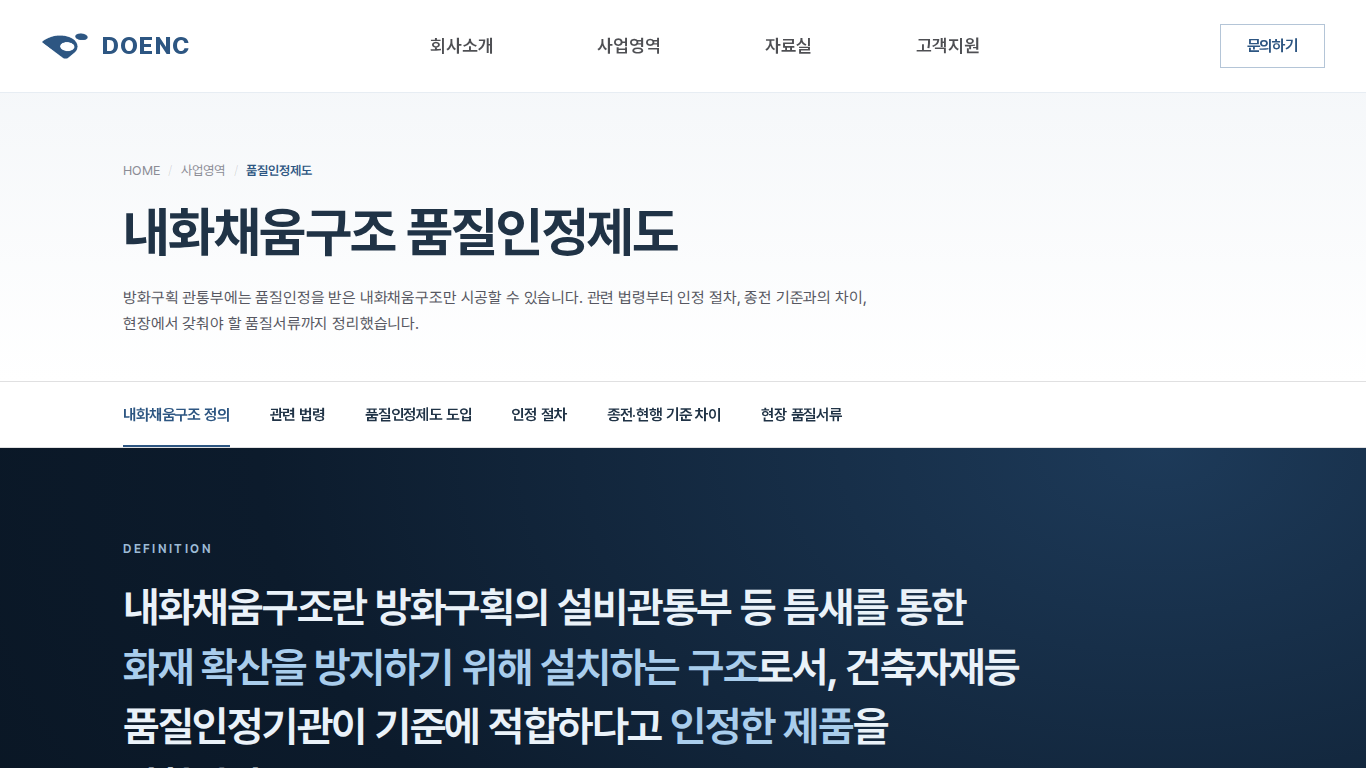 DOENC
회사소개
사업영역
자료실
고객지원
문의하기
HOME / 사업영역 / 품질인정제도
내화채움구조 품질인정제도
방화구획 관통부에는 품질인정을 받은 내화채움구조만 시공할 수 있습니다. 관련 법령부터 인정 절차, 종전 기준과의 차이,
현장에서 갖춰야 할 품질서류까지 정리했습니다.
내화채움구조 정의
관련 법령
품질인정제도 도입
인정 절차
종전·현행 기준 차이
현장 품질서류
DEFINITION
내화채움구조란 방화구획의 설비관통부 등 틈새를 통한
화재 확산을 방지하기 위해 설치하는 구조로서, 건축자재등
품질인정기관이 기준에 적합하다고 인정한 제품을